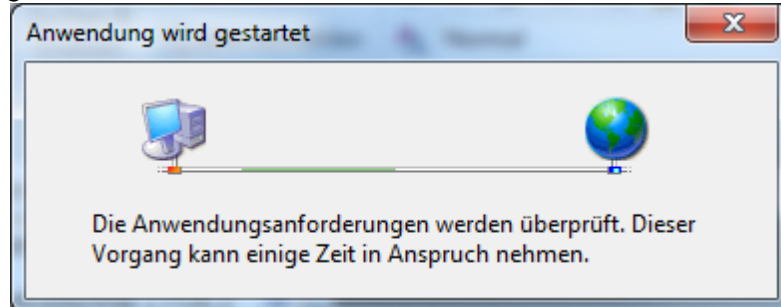 Anwendung wird gestartet
Die Anwendungsanforderungen werden überprüft. Dieser
Vorgang kann einige Zeit in Anspruch nehmen.